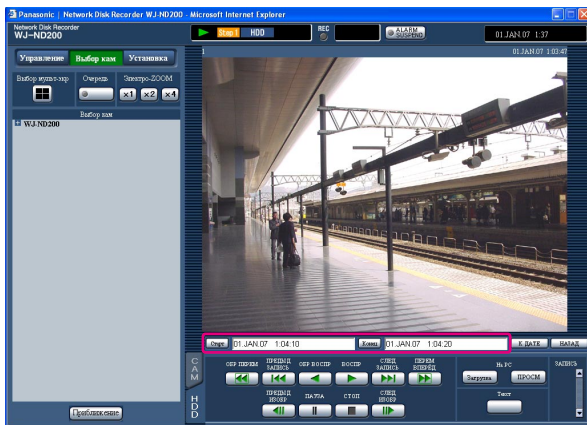 Panasonic | Network Disk Recorder WJ-ND200 - Microsoft Internet Explorer
Network Disk Recorder
WJ-ND200
Stop 1 HDD
REC
ALARM
SUSPEND
01.JAN.07 1:37
Управление Выбор кам Установка
1
01.JAN.07 1:03:47
Выбор мульт-экр Очередь Электро-ZOOM
x1 x2 x4
Выбор кам
WJ-ND200
Старт 01.JAN.07 1:04:10 Конец 01.JAN.07 1:04:20 К ДАТЕ НАЗАД
CAM
HDD
ОБР ПЕРЕМ ПРЕДЫД ЗАПИСЬ ОБР ВОСПР ВОСПР СЛЕД ЗАПИСЬ ПЕРЕМ ВПЕРЁД
На PC
Загрузка ПРОСМ
ЗАПИСЬ
ПРЕДЫД ИЗОБР ПАУЗА СТОП СЛЕД ИЗОБР
Текст
Приближение